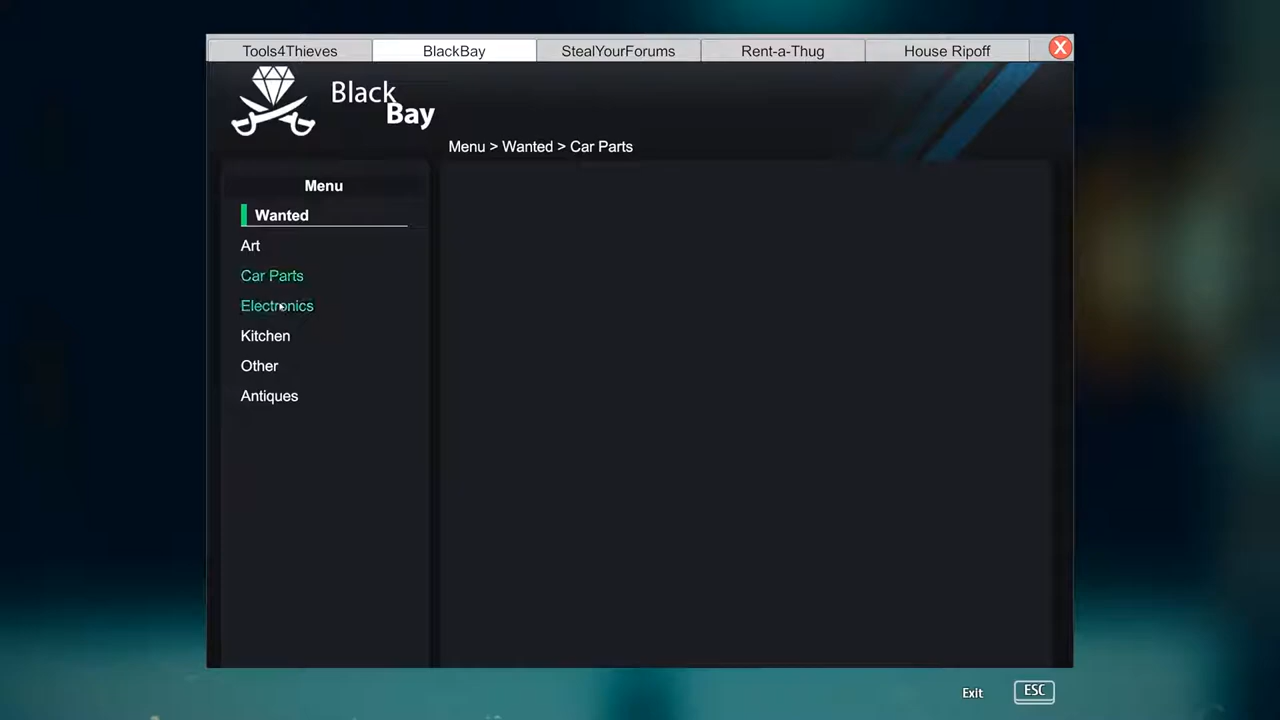 Tools4Thieves BlackBay StealYourForums Rent-a-Thug House Ripoff X
Black
Bay
Menu > Wanted > Car Parts
Menu
Wanted
Art
Car Parts
Electronics
Kitchen
Other
Antiques
Exit ESC